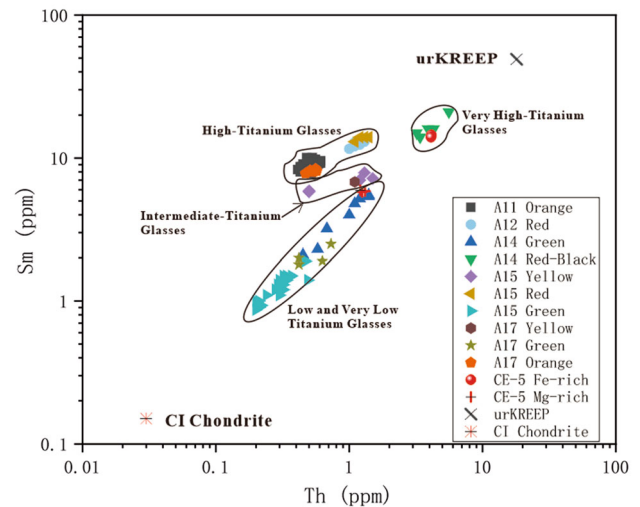 100
urKREEP
Very High-Titanium
Glasses
High-Titanium Glasses
10
Sm (ppm)
Intermediate-Titanium
Glasses
Low and Very Low
Titanium Glasses
1
CI Chondrite
0.1
A11 Orange
A12 Red
A14 Green
A14 Red-Black
A15 Yellow
A15 Red
A15 Green
A17 Yellow
A17 Green
A17 Orange
CE-5 Fe-rich
CE-5 Mg-rich
urKREEP
CI Chondrite
0.01 0.1 1 10 100
Th (ppm)